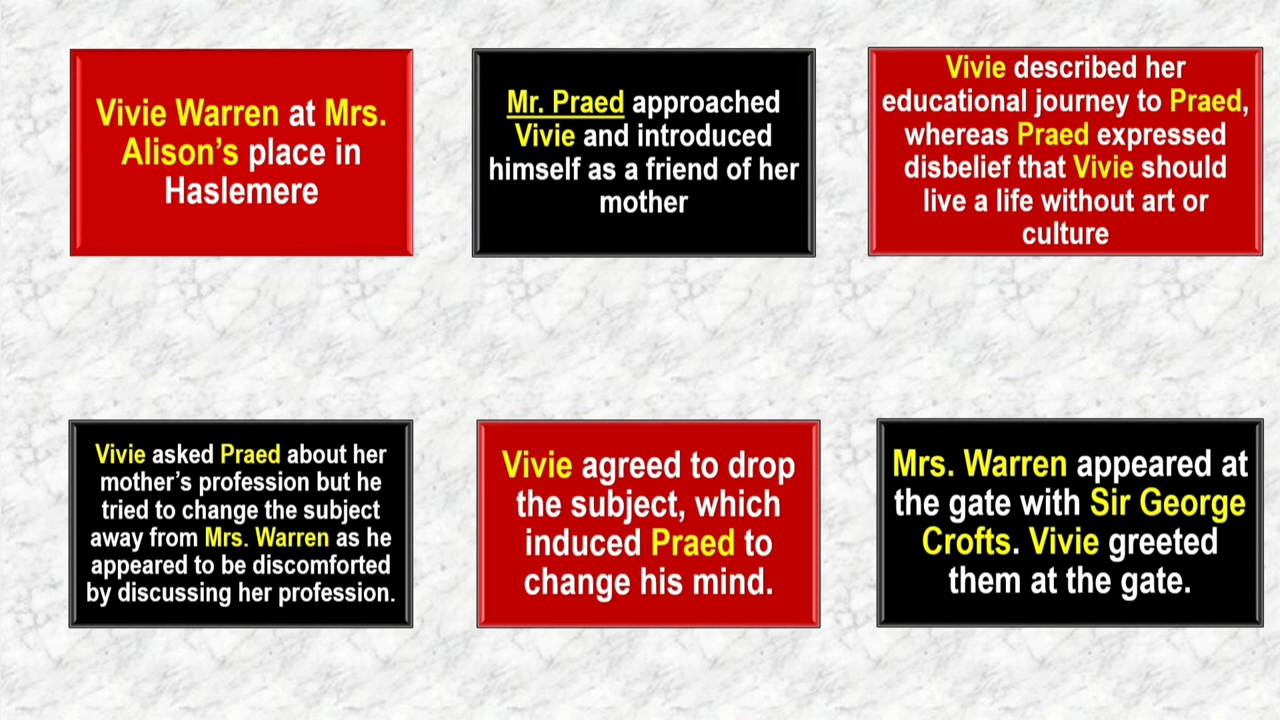 Vivie Warren at Mrs.
Alison’s place in
Haslemere
Mr. Praed approached
Vivie and introduced
himself as a friend of her
mother
Vivie described her
educational journey to Praed,
whereas Praed expressed
disbelief that Vivie should
live a life without art or
culture
Vivie asked Praed about her
mother’s profession but he
tried to change the subject
away from Mrs. Warren as he
appeared to be discomforted
by discussing her profession.
Vivie agreed to drop
the subject, which
induced Praed to
change his mind.
Mrs. Warren appeared at
the gate with Sir George
Crofts. Vivie greeted
them at the gate.